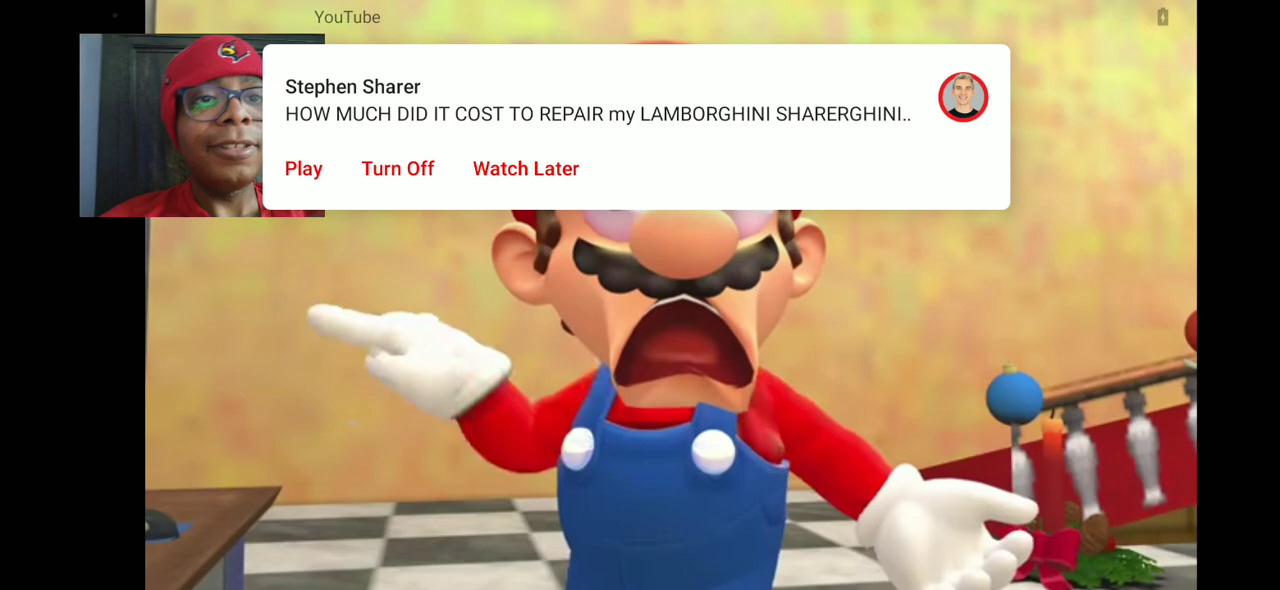 YouTube
Stephen Sharer
HOW MUCH DID IT COST TO REPAIR my LAMBORGHINI SHARERGHINI..
Play Turn Off Watch Later